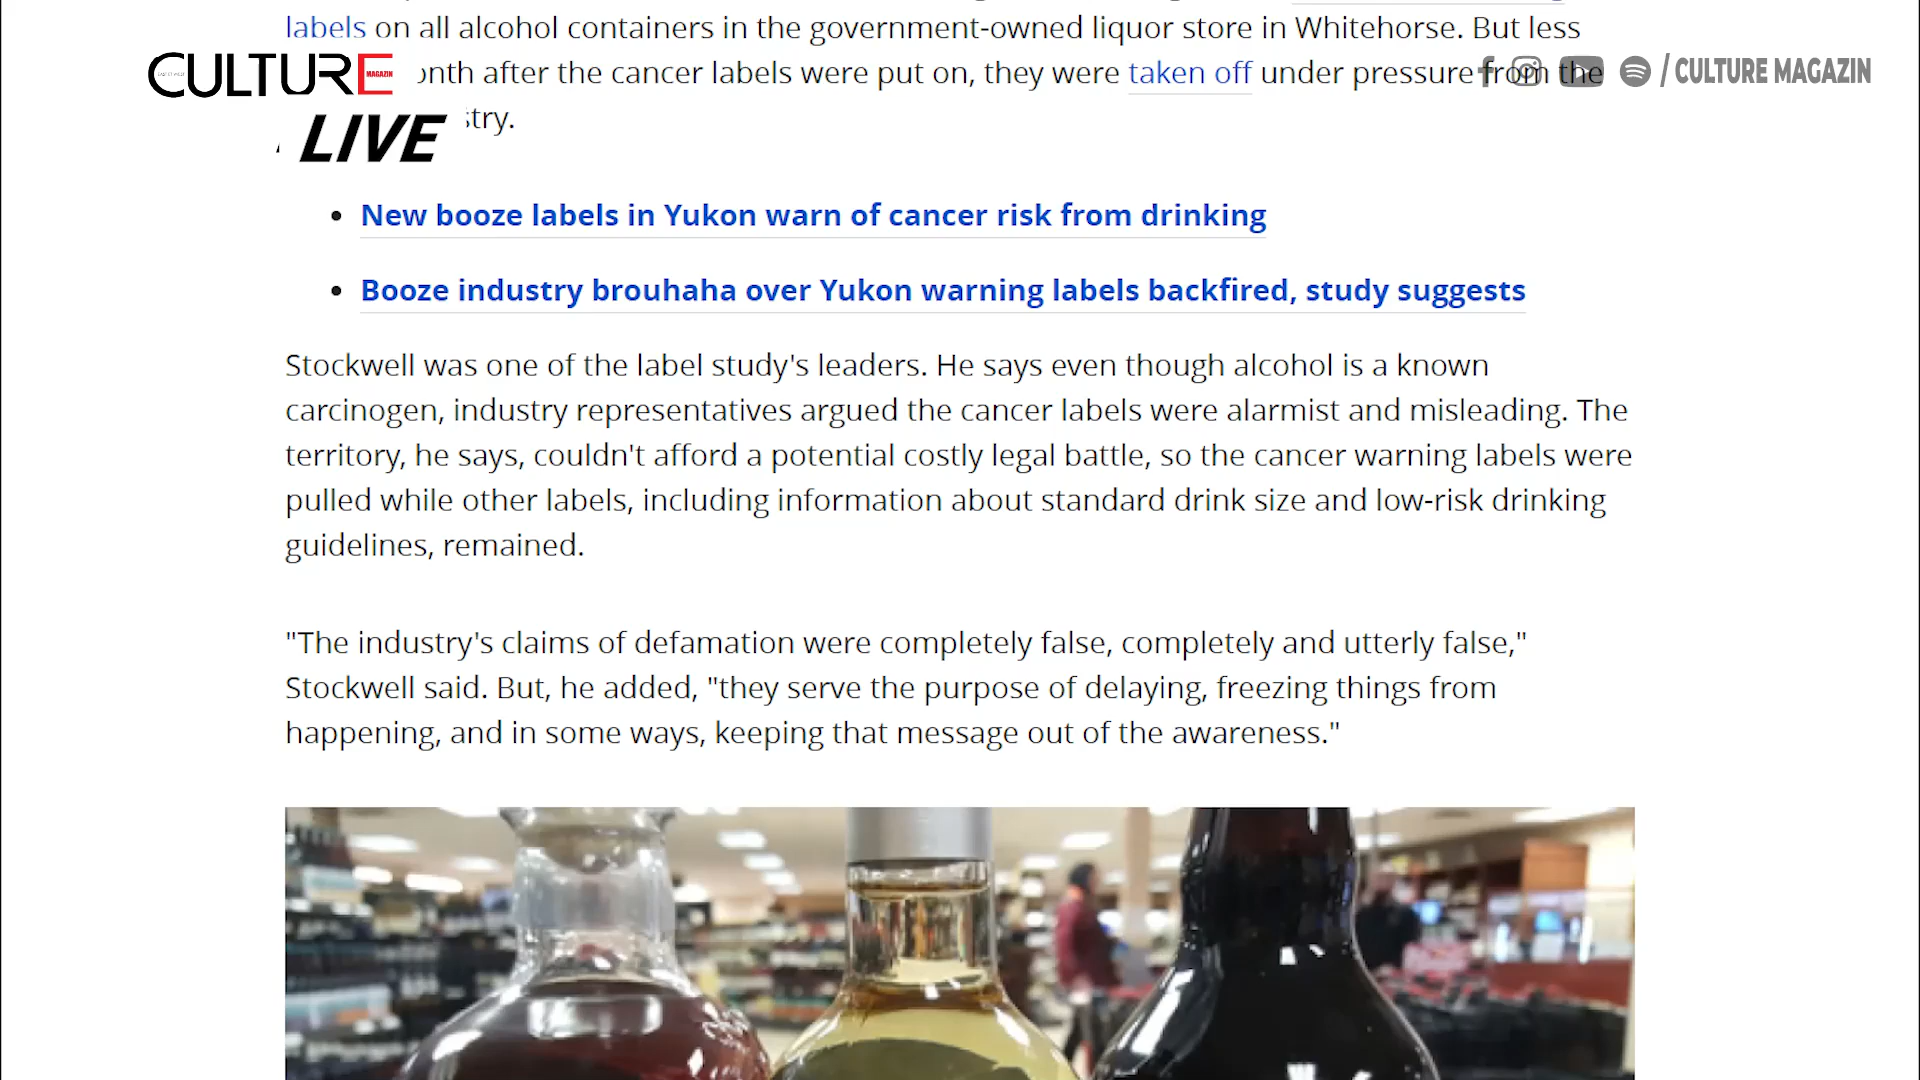 labels on all alcohol containers in the government-owned liquor store in Whitehorse. But less
CULTURE MAGAZIN
after the cancer labels were put on, they were taken off under pressure from the
/ CULTURE MAGAZIN
LIVE
New booze labels in Yukon warn of cancer risk from drinking
Booze industry brouhaha over Yukon warning labels backfired, study suggests
Stockwell was one of the label study's leaders. He says even though alcohol is a known
carcinogen, industry representatives argued the cancer labels were alarmist and misleading. The
territory, he says, couldn't afford a potential costly legal battle, so the cancer warning labels were
pulled while other labels, including information about standard drink size and low-risk drinking
guidelines, remained.
"The industry's claims of defamation were completely false, completely and utterly false,"
Stockwell said. But, he added, "they serve the purpose of delaying, freezing things from
happening, and in some ways, keeping that message out of the awareness."